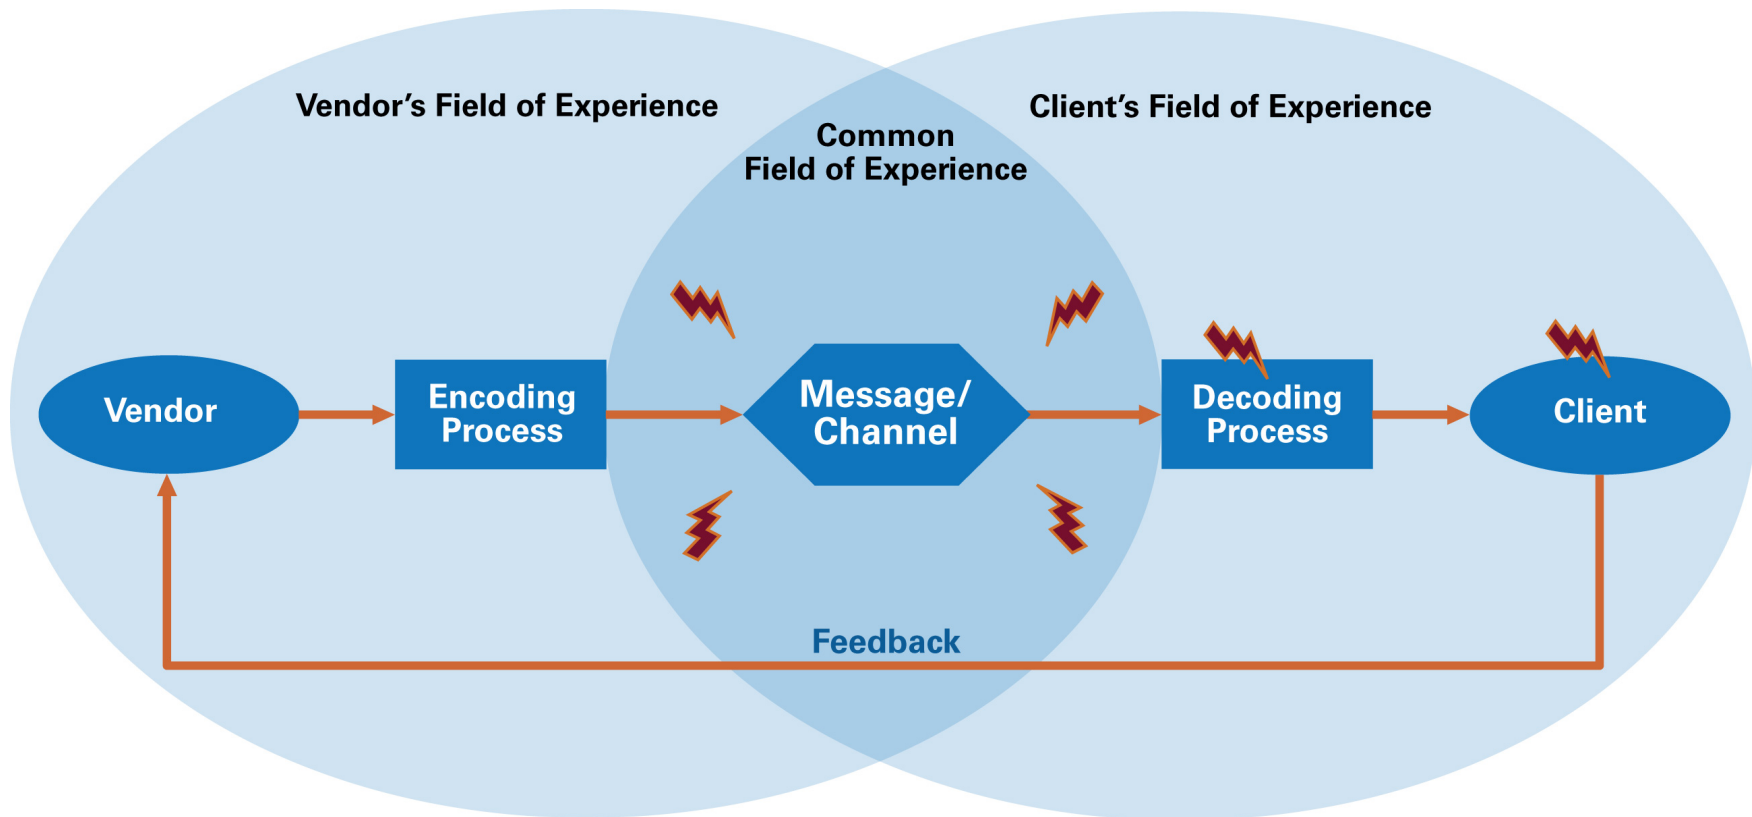 Vendor's Field of Experience
Client's Field of Experience
Common
Field of Experience
Vendor
Encoding
Process
Message/
Channel
Decoding
Process
Client
Feedback